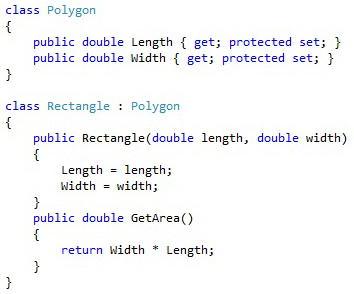 class Polygon
{
    public double Length { get; protected set; }
    public double Width { get; protected set; }
}

class Rectangle : Polygon
{
    public Rectangle(double length, double width)
    {
        Length = length;
        Width = width;
    }
    public double GetArea()
    {
        return Width * Length;
    }
}